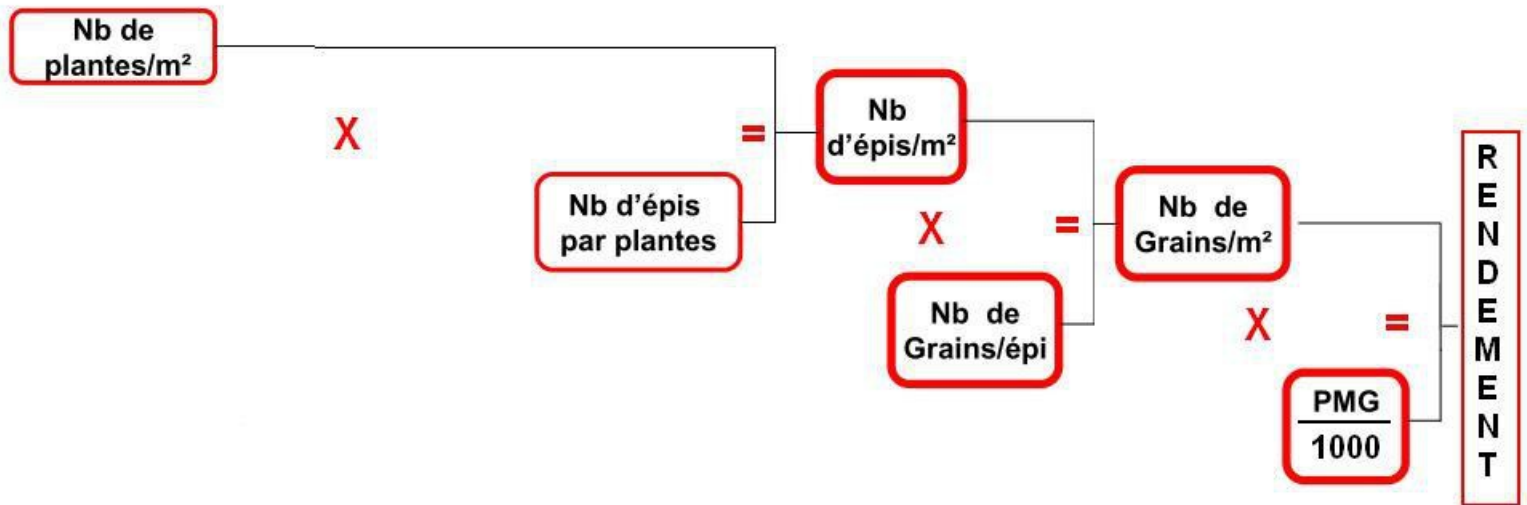 Nb de
plantes/m²
X
=
Nb d'épis
par plantes
Nb
d'épis/m²
X
=
Nb de
Grains/épi
Nb de
Grains/m²
X
=
PMG
1000
RENDEMENT